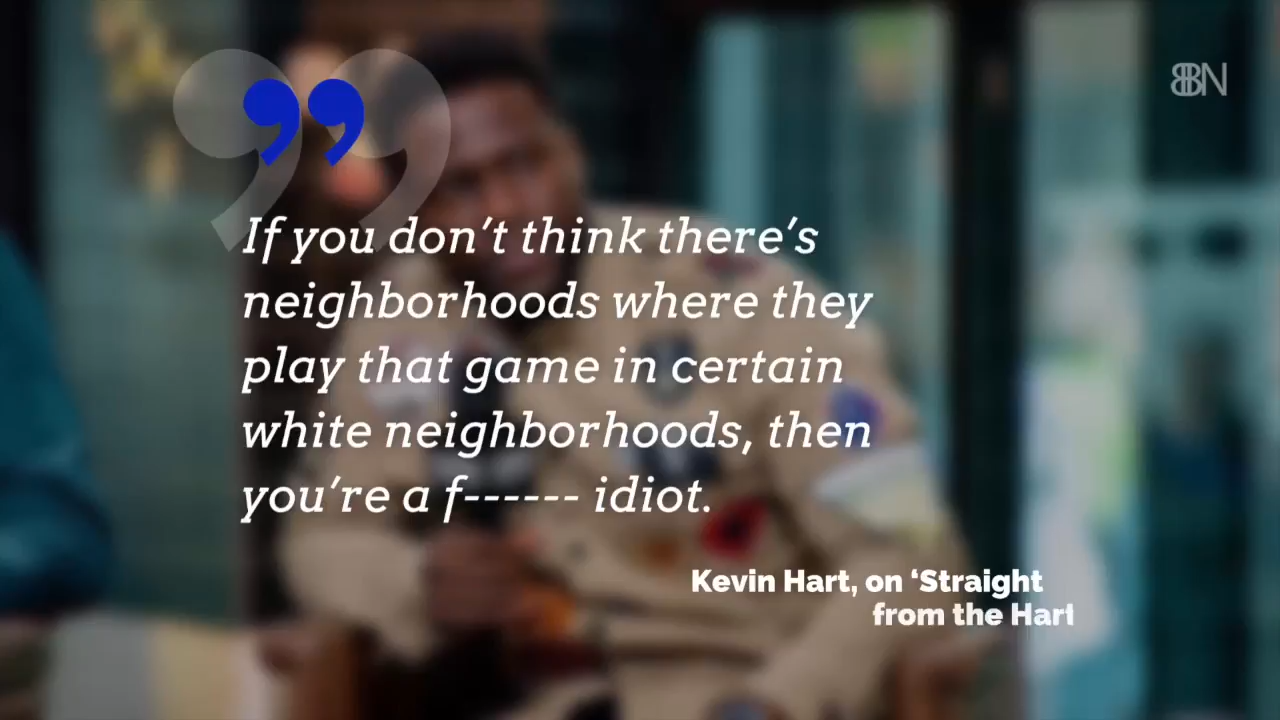 BBN
If you don’t think there’s
neighborhoods where they
play that game in certain
white neighborhoods, then
you’re a f------ idiot.
Kevin Hart, on ‘Straight
from the Hart